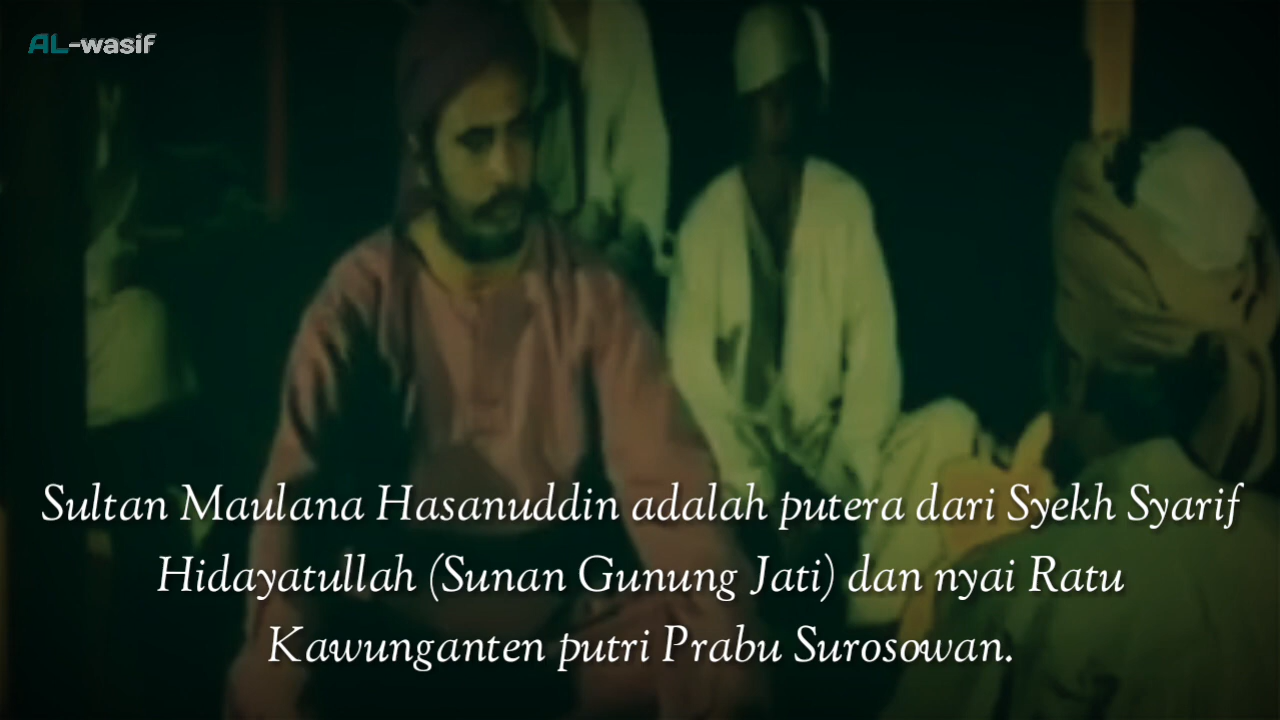 AL-wasif
Sultan Maulana Hasanuddin adalah putera dari Syekh Syarif
Hidayatullah (Sunan Gunung Jati) dan nyai Ratu
Kawunganten putri Prabu Surosowan.